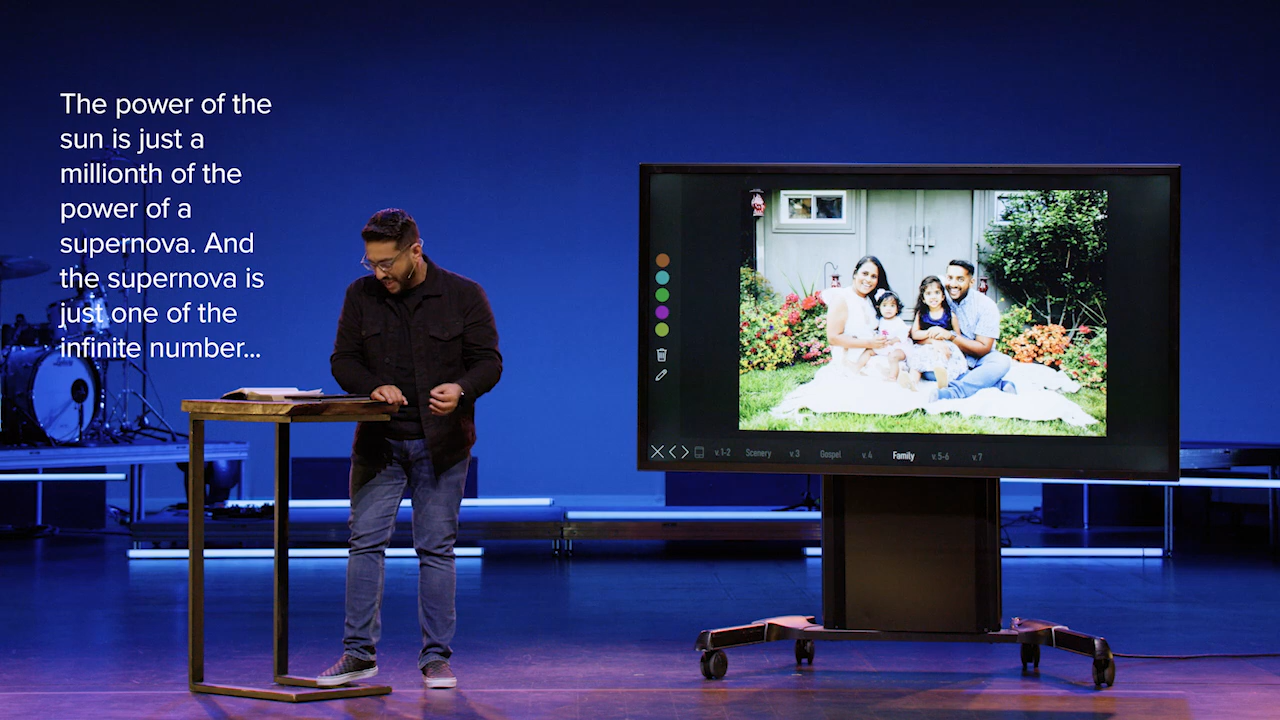 The power of the
sun is just a
millionth of the
power of a
supernova. And
the supernova is
just one of the
infinite number...
v.1-2 Scenery v.3 Gospel v.4 Family v.5-6 v.7